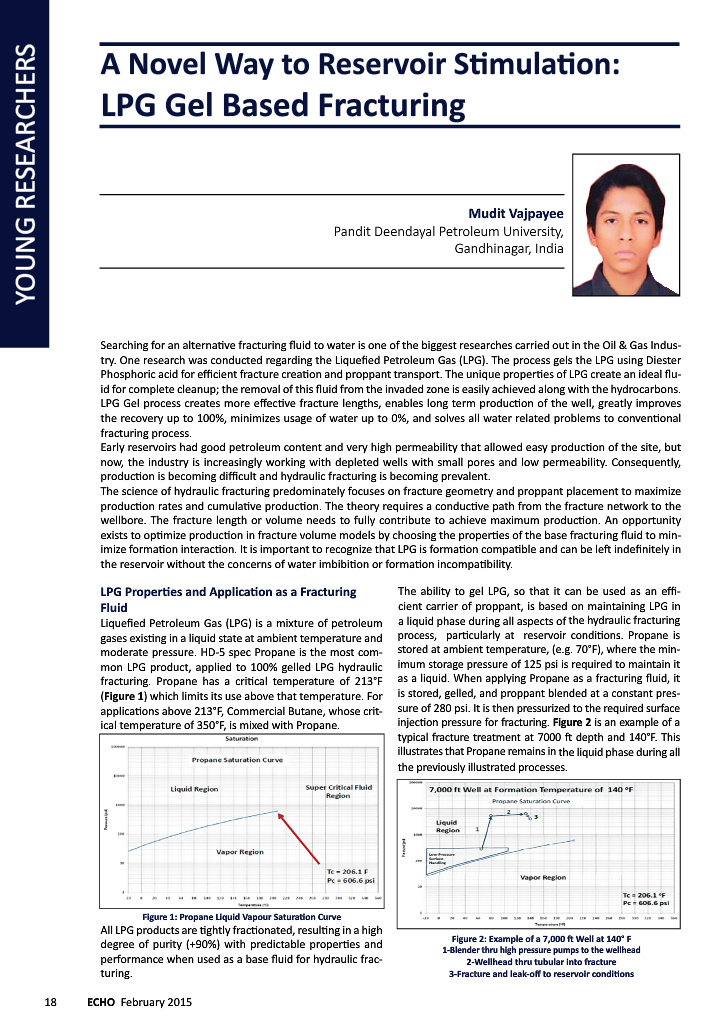 YOUNG RESEARCHERS
A Novel Way to Reservoir Stimulation:
LPG Gel Based Fracturing
Mudit Vajpayee
Pandit Deendayal Petroleum University,
Gandhinagar, India
Searching for an alternative fracturing fluid to water is one of the biggest researches carried out in the Oil & Gas Indus-
try. One research was conducted regarding the Liquefied Petroleum Gas (LPG). The process gels the LPG using Diester
Phosphoric acid for efficient fracture creation and proppant transport. The unique properties of LPG create an ideal flu-
id for complete cleanup; the removal of this fluid from the invaded zone is easily achieved along with the hydrocarbons.
LPG Gel process creates more effective fracture lengths, enables long term production of the well, greatly improves
the recovery up to 100%, minimizes usage of water up to 0%, and solves all water related problems to conventional
fracturing process.
Early reservoirs had good petroleum content and very high permeability that allowed easy production of the site, but
now, the industry is increasingly working with depleted wells with small pores and low permeability. Consequently,
production is becoming difficult and hydraulic fracturing is becoming prevalent.
The science of hydraulic fracturing predominately focuses on fracture geometry and proppant placement to maximize
production rates and cumulative production. The theory requires a conductive path from the fracture network to the
wellbore. The fracture length or volume needs to fully contribute to achieve maximum production. An opportunity
exists to optimize production in fracture volume models by choosing the properties of the base fracturing fluid to min-
imize formation interaction. It is important to recognize that LPG is formation compatible and can be left indefinitely in
the reservoir without the concerns of water imbibition or formation incompatibility.
LPG Properties and Application as a Fracturing
Fluid
Liquefied Petroleum Gas (LPG) is a mixture of petroleum
gases existing in a liquid state at ambient temperature and
moderate pressure. HD-5 spec Propane is the most com-
mon LPG product, applied to 100% gelled LPG hydraulic
fracturing. Propane has a critical temperature of 213°F
(Figure 1) which limits its use above that temperature. For
applications above 213°F, Commercial Butane, whose crit-
ical temperature of 350°F, is mixed with Propane.
Saturation
Propane Saturation Curve
Liquid Region
Super Critical Fluid
Region
Vapor Region
Tc = 206.1 F
Pc = 606.6 psi
Figure 1: Propane Liquid Vapour Saturation Curve
All LPG products are tightly fractionated, resulting in a high
degree of purity (+90%) with predictable properties and
performance when used as a base fluid for hydraulic frac-
turing.
The ability to gel LPG, so that it can be used as an effi-
cient carrier of proppant, is based on maintaining LPG in
a liquid phase during all aspects of the hydraulic fracturing
process, particularly at reservoir conditions. Propane is
stored at ambient temperature, (e.g. 70°F), where the min-
imum storage pressure of 125 psi is required to maintain it
as a liquid. When applying Propane as a fracturing fluid, it
is stored, gelled, and proppant blended at a constant pres-
sure of 280 psi. It is then pressurized to the required surface
injection pressure for fracturing. Figure 2 is an example of a
typical fracture treatment at 7000 ft depth and 140°F. This
illustrates that Propane remains in the liquid phase during all
the previously illustrated processes.
7,000 ft Well at Formation Temperature of 140 °F
Propane Saturation Curve
Liquid
Region
1
2
3
Low-Pressure
Surface
Handling
Vapor Region
Tc = 206.1 °F
Pc = 606.6 psi
Figure 2: Example of a 7,000 ft Well at 140° F
1-Blender thru high pressure pumps to the wellhead
2-Wellhead thru tubular into fracture
3-Fracture and leak-off to reservoir conditions
18 ECHO February 2015